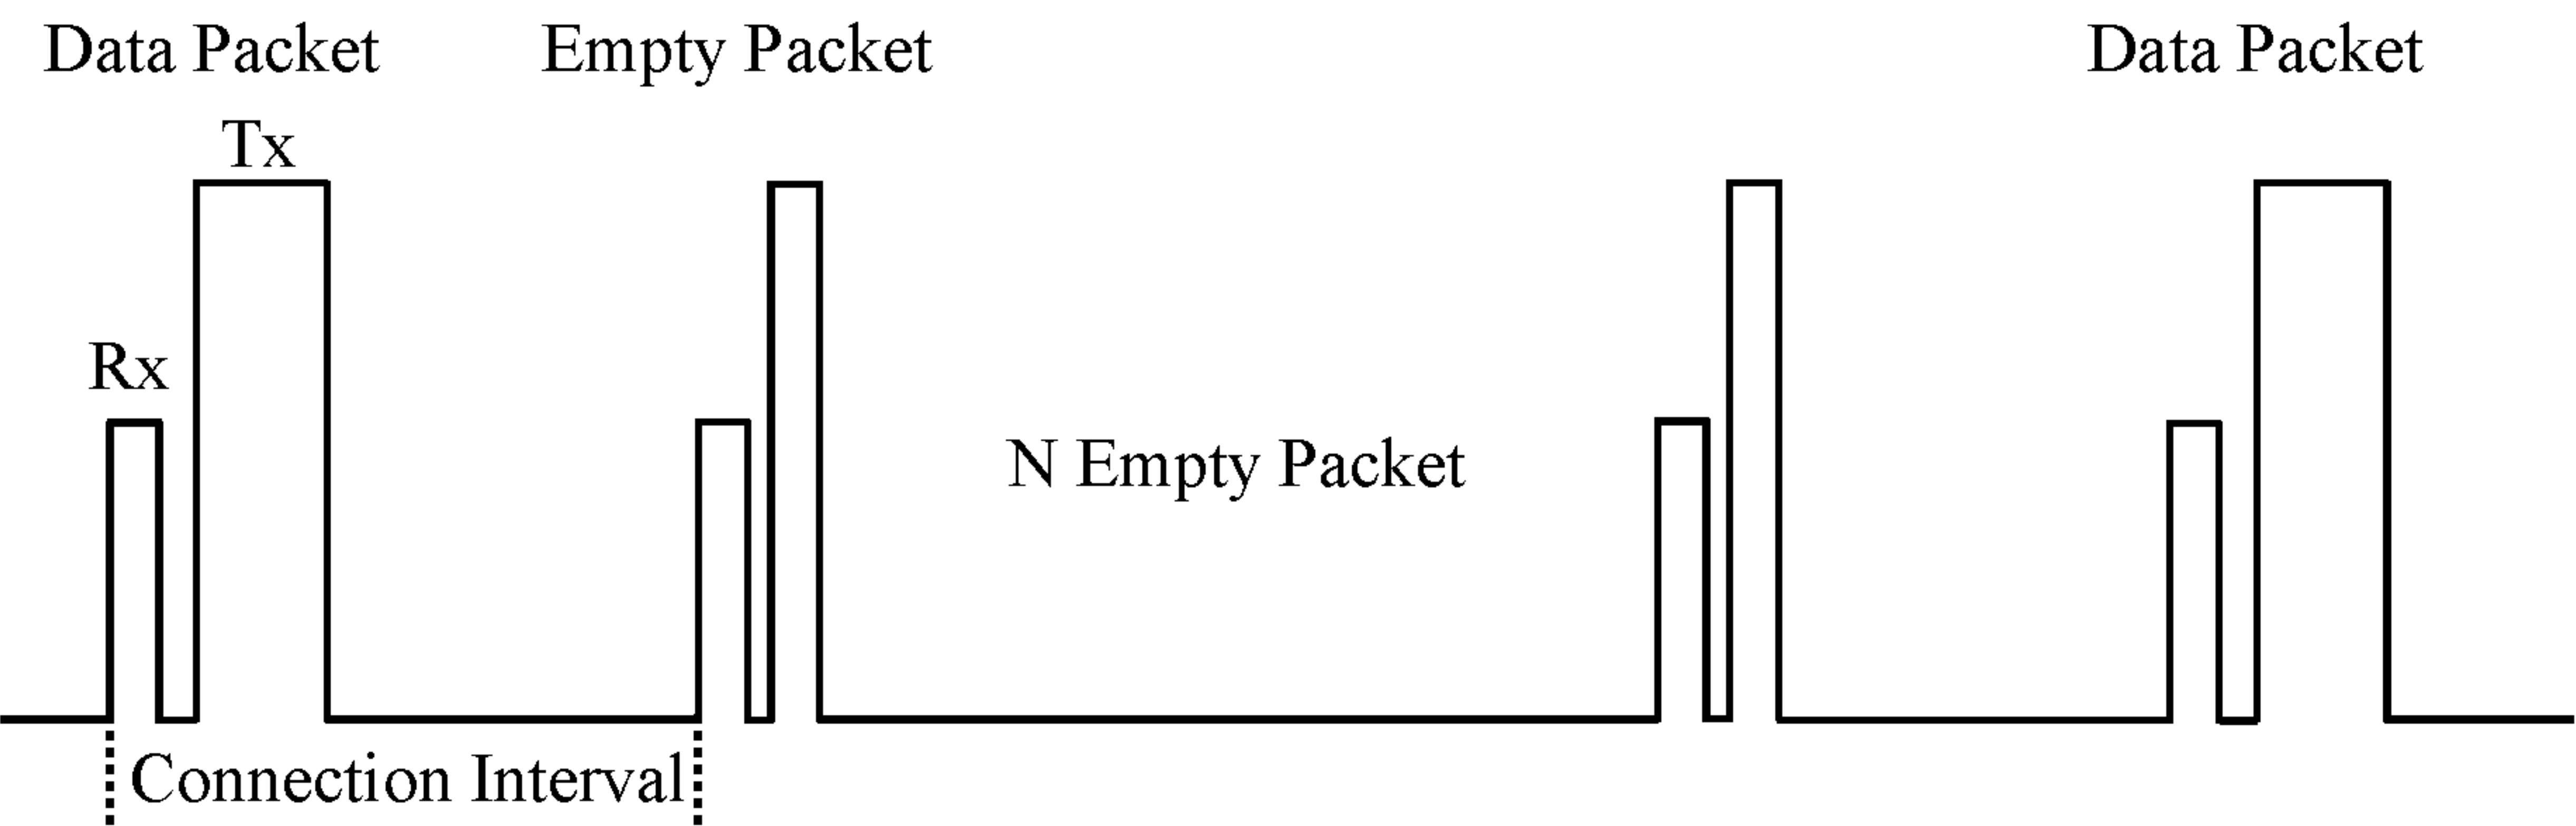 Data Packet
Empty Packet
Data Packet
Tx
Rx
N Empty Packet
Connection Interval